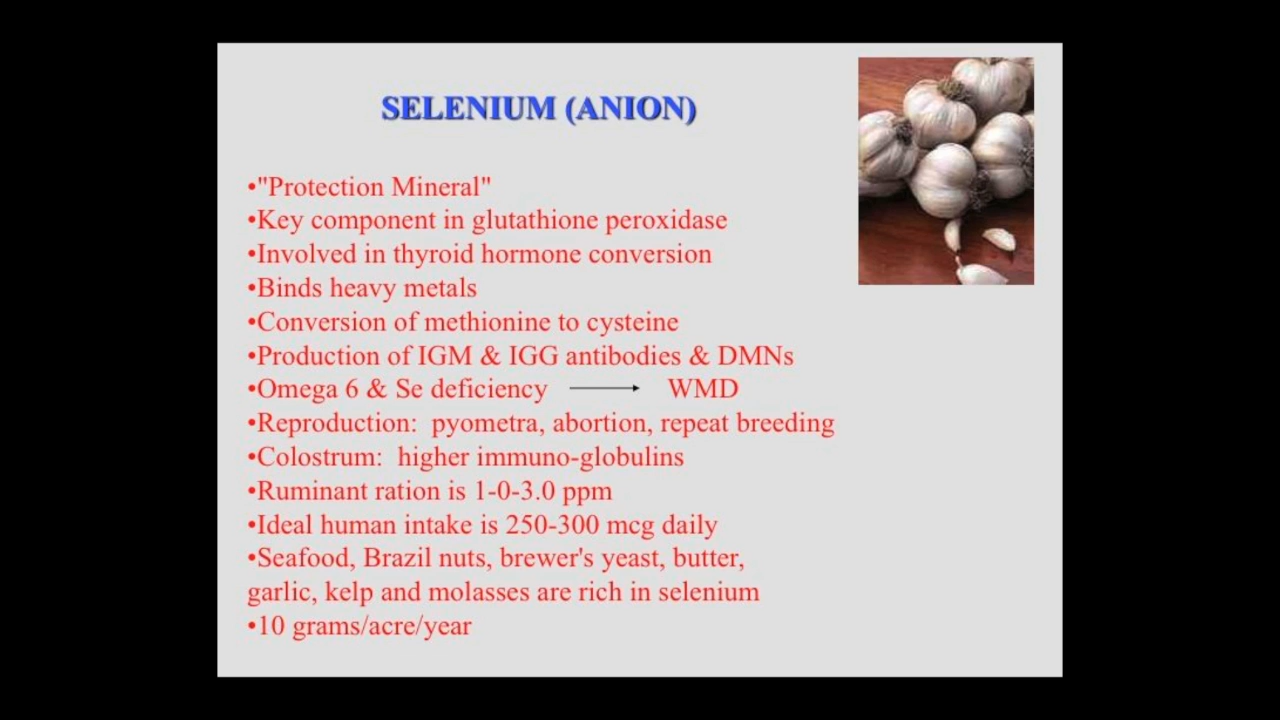 SELENIUM (ANION)
•"Protection Mineral"
•Key component in glutathione peroxidase
•Involved in thyroid hormone conversion
•Binds heavy metals
•Conversion of methionine to cysteine
•Production of IGM & IGG antibodies & DMNs
•Omega 6 & Se deficiency → WMD
•Reproduction:  pyometra, abortion, repeat breeding
•Colostrum:  higher immuno-globulins
•Ruminant ration is 1-0-3.0 ppm
•Ideal human intake is 250-300 mcg daily
•Seafood, Brazil nuts, brewer's yeast, butter,
garlic, kelp and molasses are rich in selenium
•10 grams/acre/year